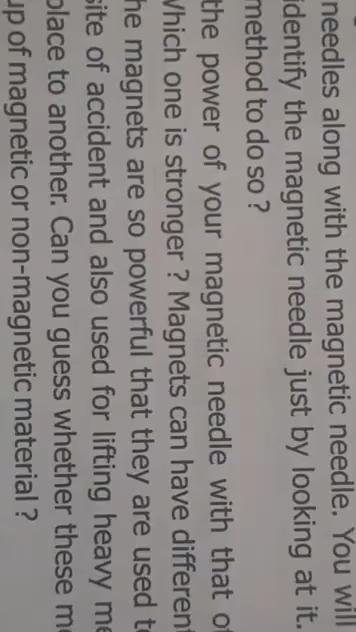 needles along with the magnetic needle. You will
identify the magnetic needle just by looking at it.
method to do so ?
the power of your magnetic needle with that of
Which one is stronger ? Magnets can have different
he magnets are so powerful that they are used to
site of accident and also used for lifting heavy me
place to another. Can you guess whether these m
up of magnetic or non-magnetic material ?